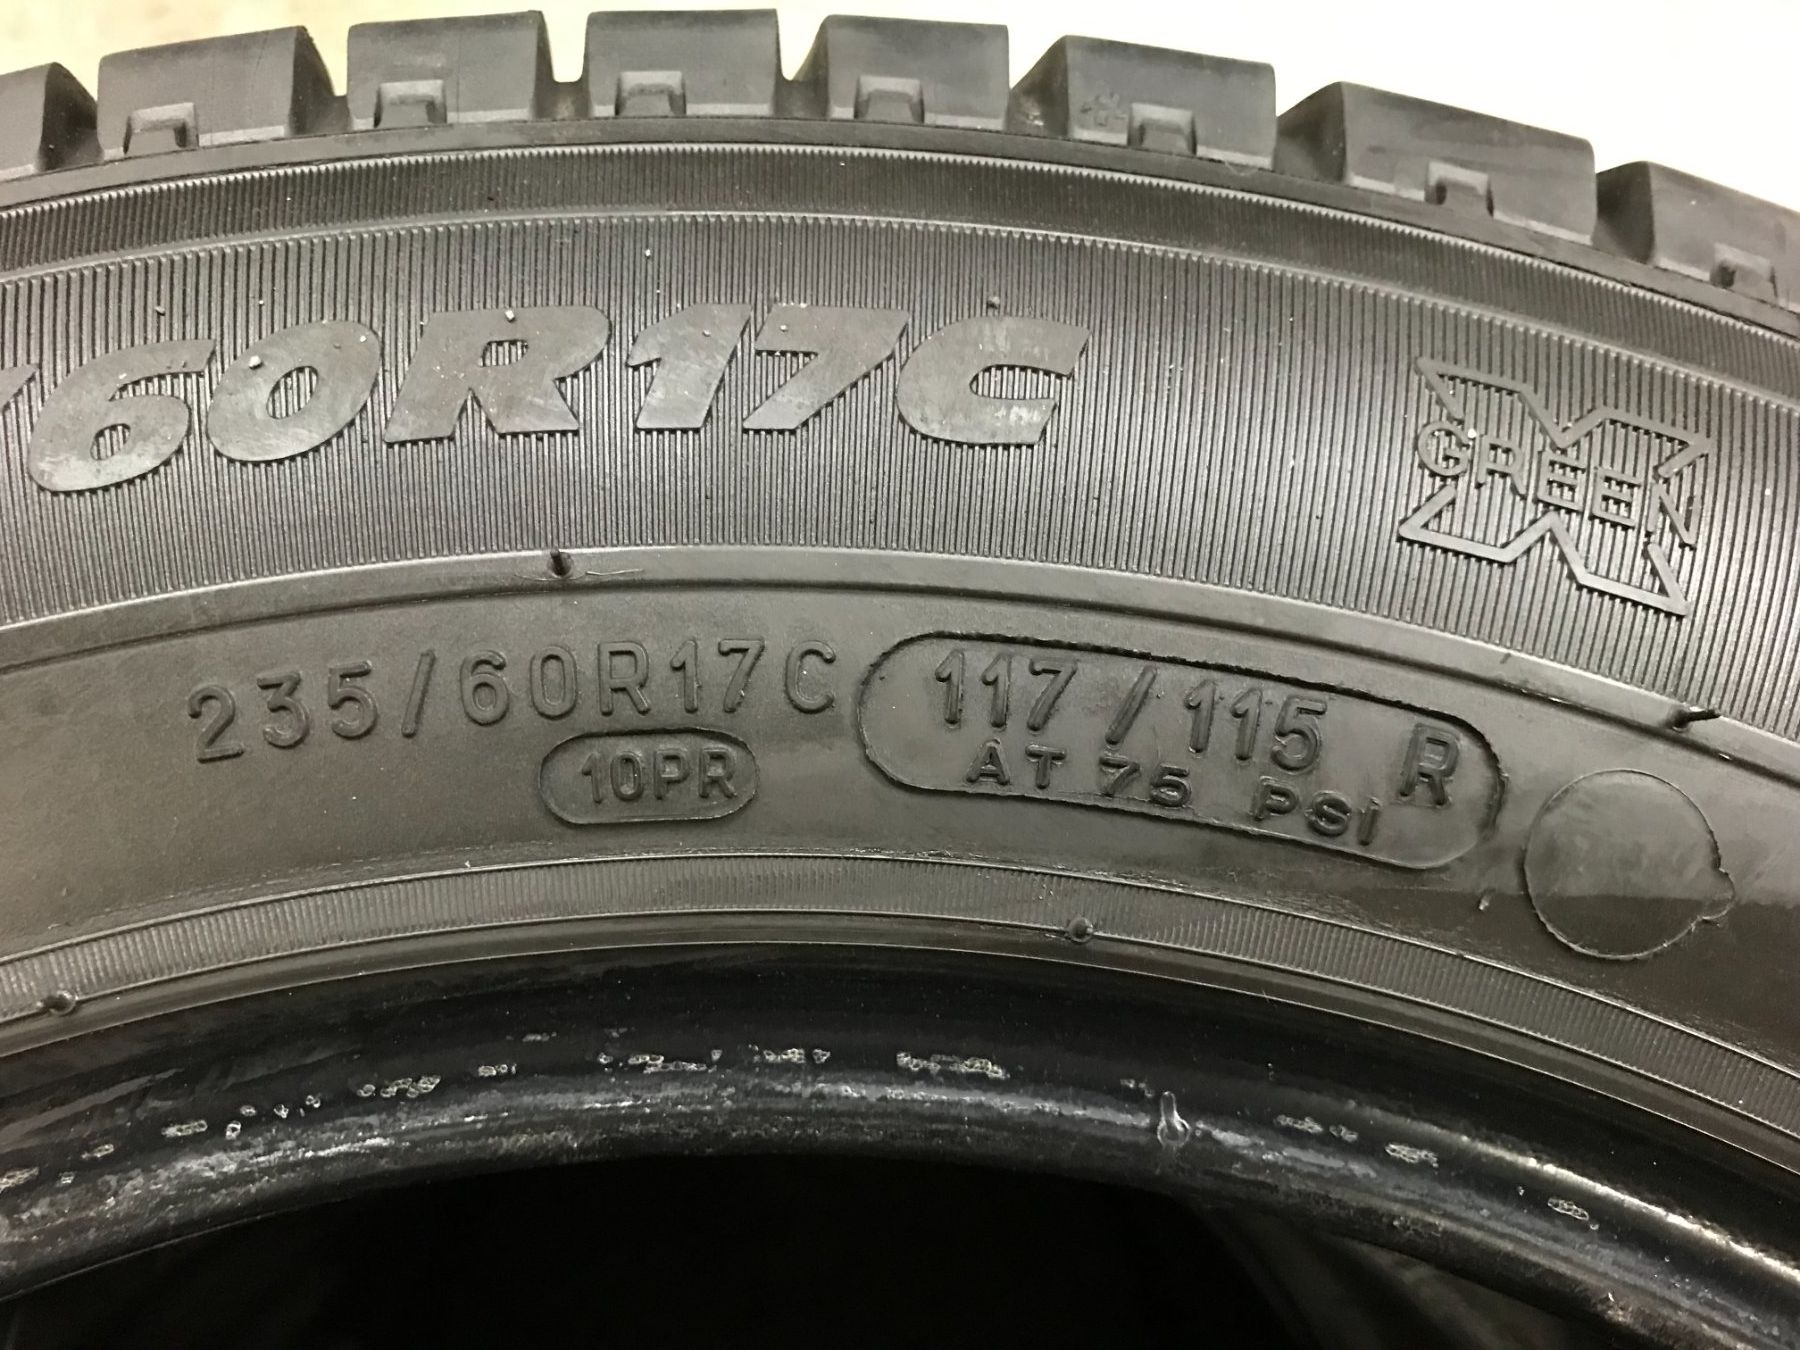 /60R17C
GREEN X
235/60R17C
10PR
117/115 R
AT 75 PSI